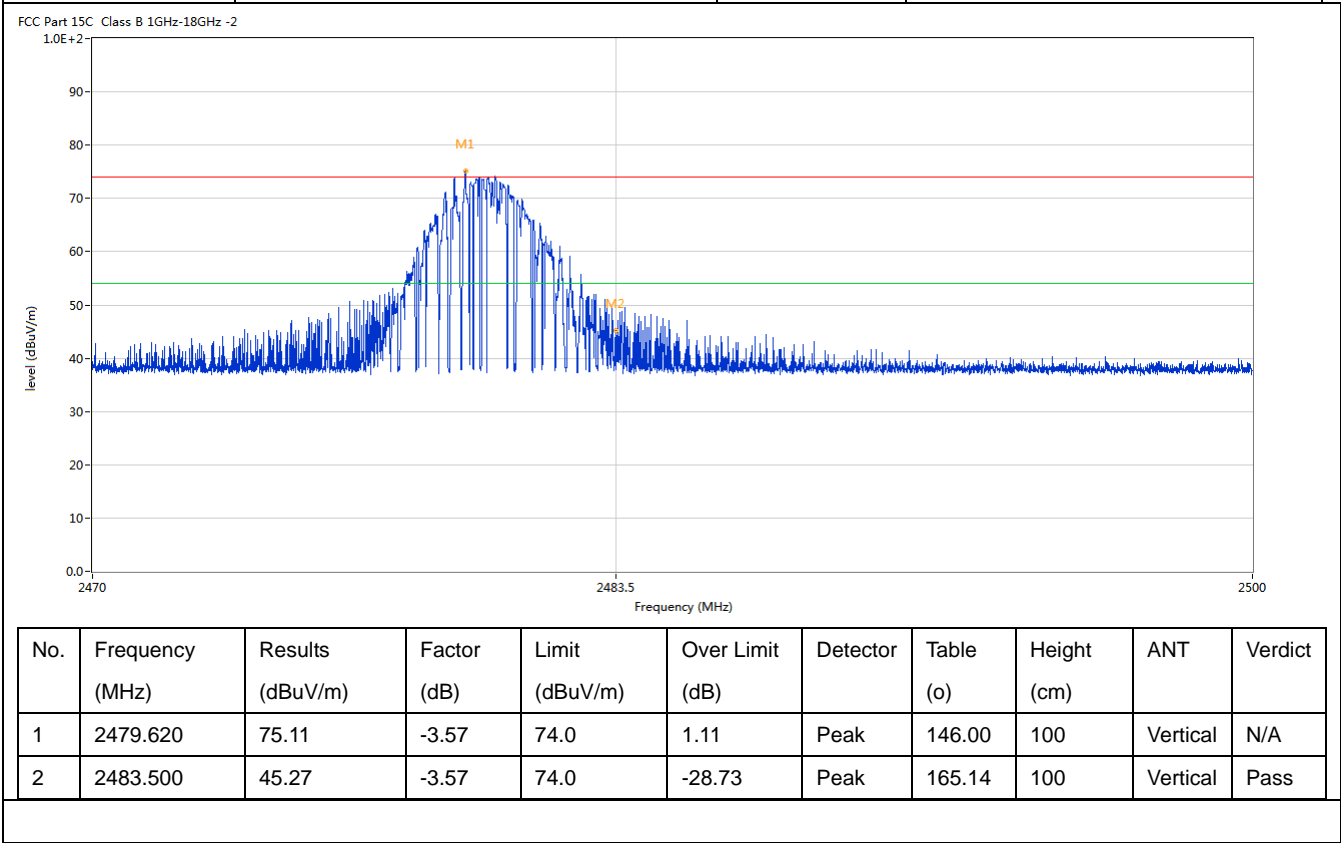 FCC Part 15C  Class B 1GHz-18GHz -2
1.0E+2
90
80
70
60
50
40
30
20
10
0.0
level (dBuV/m)
M1
M2
2470
2483.5
2500
Frequency (MHz)
No. Frequency (MHz) Results (dBuV/m) Factor (dB) Limit (dBuV/m) Over Limit (dB) Detector Table (o) Height (cm) ANT Verdict
1 2479.620 75.11 -3.57 74.0 1.11 Peak 146.00 100 Vertical N/A
2 2483.500 45.27 -3.57 74.0 -28.73 Peak 165.14 100 Vertical Pass